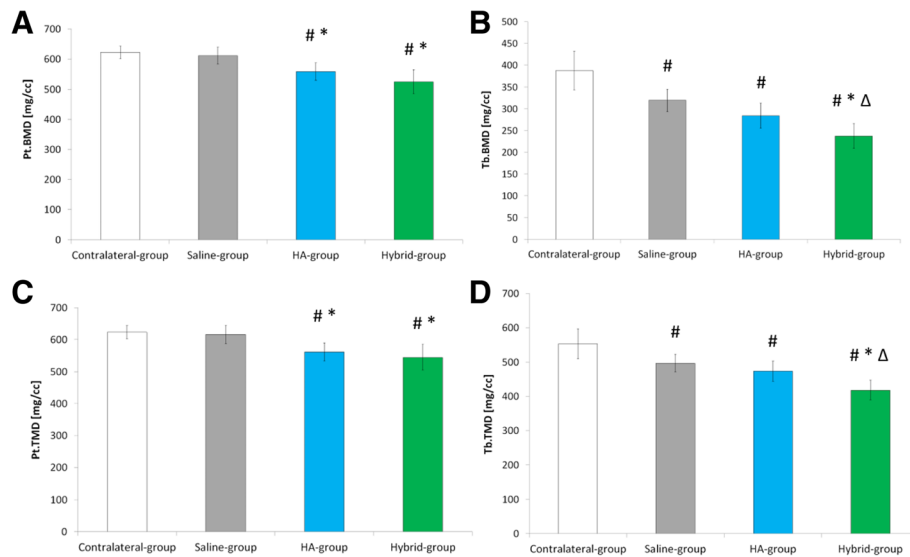 A
Pt.BMD [mg/cc]
700
600
500
400
300
200
100
0
# *
# *
Contralateral-group
Saline-group
HA-group
Hybrid-group
B
Tb.BMD [mg/cc]
500
450
400
350
300
250
200
150
100
50
0
#
#
# * Δ
Contralateral-group
Saline-group
HA-group
Hybrid-group
C
Pt.TMD [mg/cc]
700
600
500
400
300
200
100
0
# *
# *
Contralateral-group
Saline-group
HA-group
Hybrid-group
D
Tb.TMD [mg/cc]
700
600
500
400
300
200
100
0
#
#
# * Δ
Contralateral-group
Saline-group
HA-group
Hybrid-group